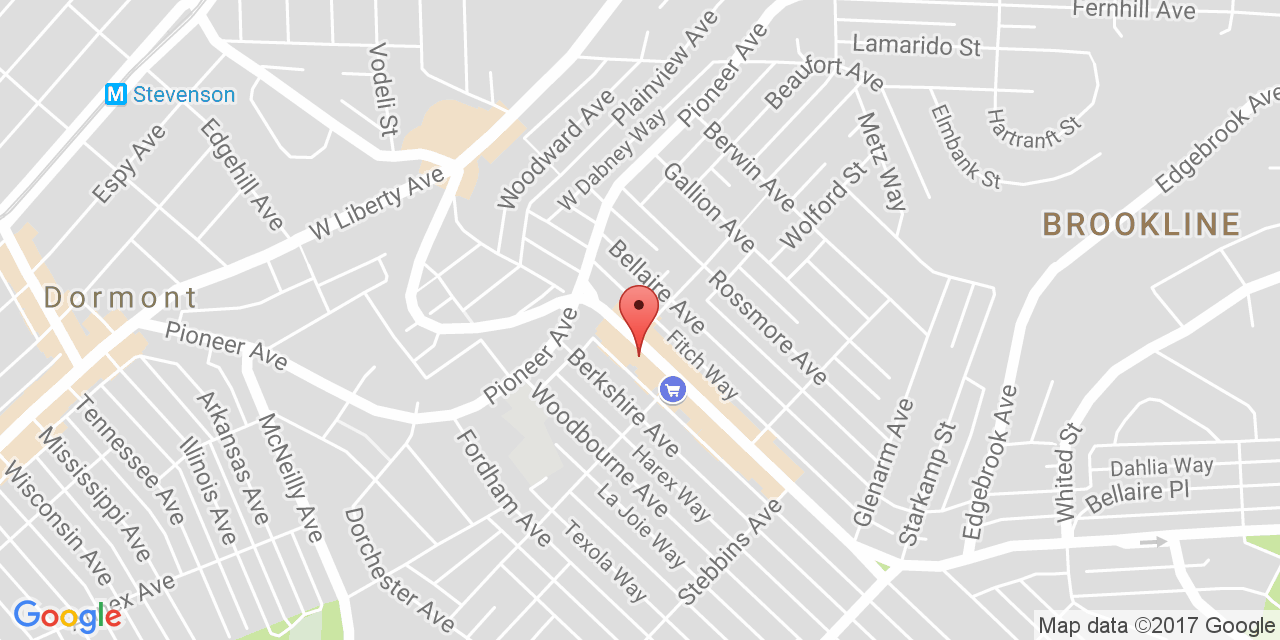 Fernhill Ave
Lamarido St
Plainview Ave
Pioneer Ave
Beaufort Ave
Vodeli St
M Stevenson
Woodward Ave
W Dabney Way
Espy Ave
Edgehill Ave
Berwin Ave
Metz Way
Elmbank St
Hartranft St
Edgebrook Ave
W Liberty Ave
Gallion Ave
Wolford St
BROOKLINE
Dormont
Bellaire Ave
Rossmore Ave
Fitch Way
Pioneer Ave
Pioneer Ave
Berkshire Ave
Woodbourne Ave
Harex Way
La Joie Way
Texola Way
Stebbins Ave
Glenarm Ave
Starkamp St
Edgebrook Ave
Whited St
Dahlia Way
Bellaire Pl
Tennessee Ave
Mississippi Ave
Wisconsin Ave
Illinois Ave
Arkansas Ave
McNeilly Ave
Fordham Ave
Dorchester Ave
Ave
Google
Map data ©2017 Google